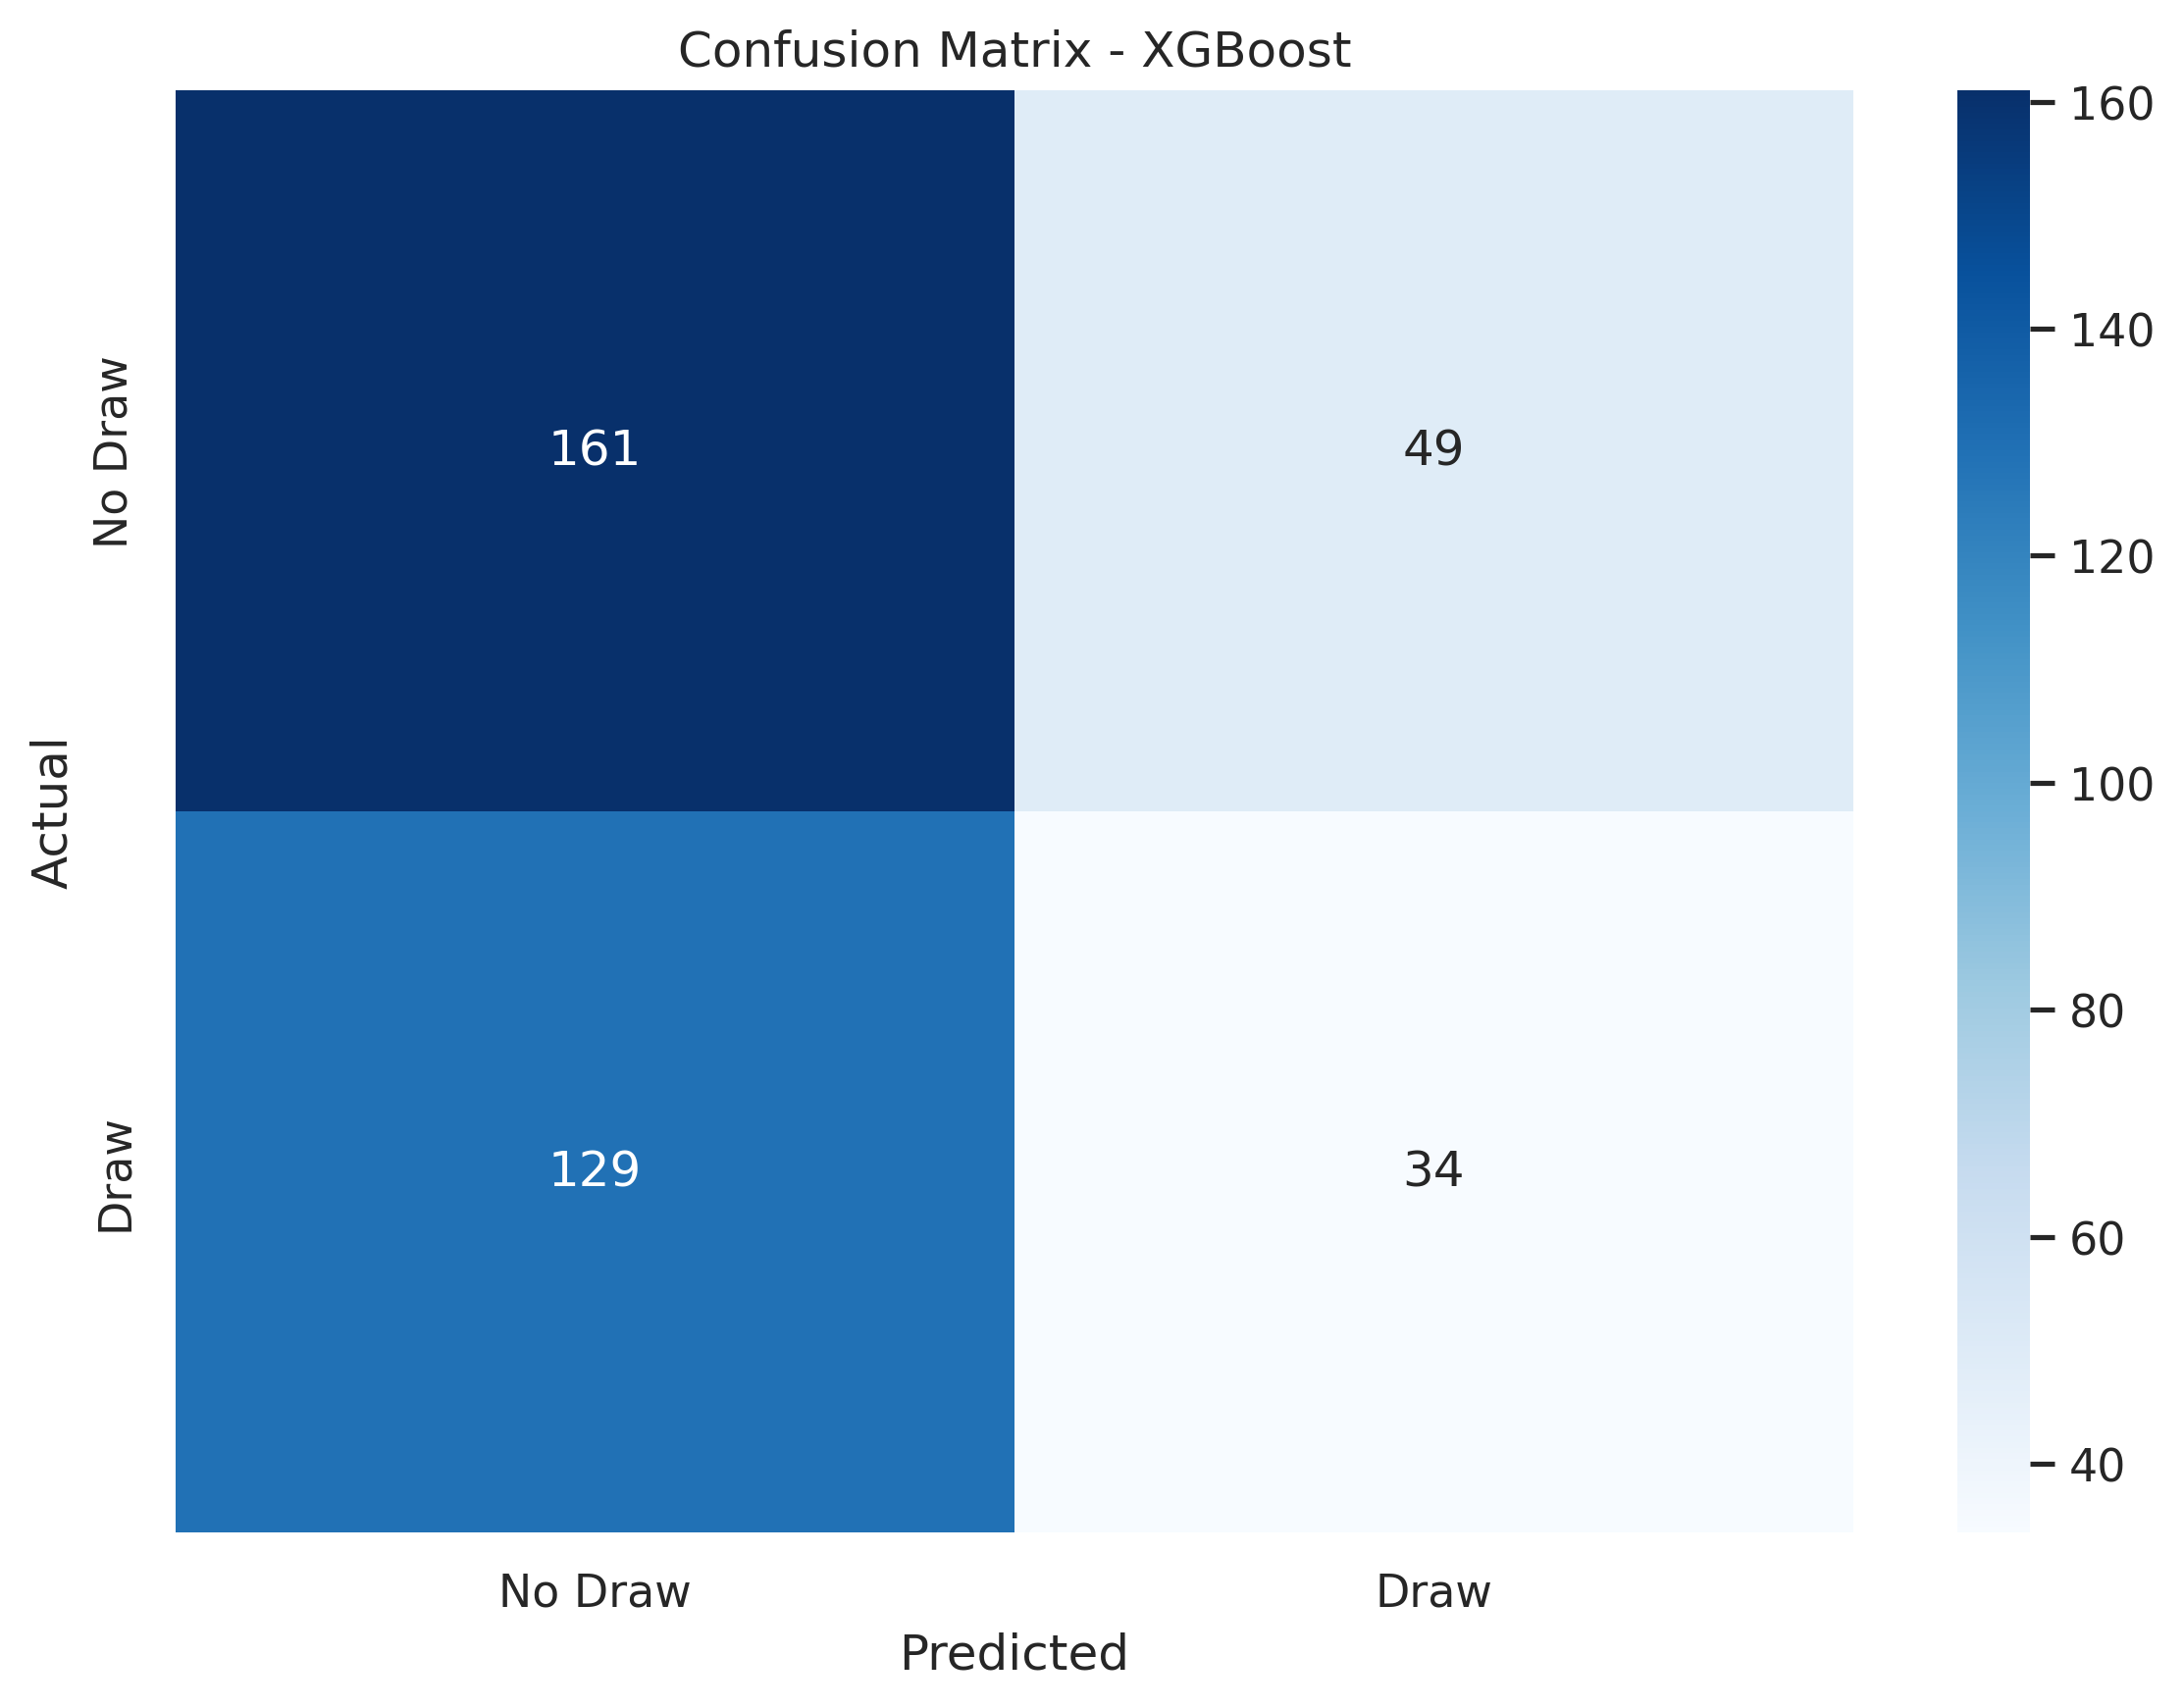 Confusion Matrix - XGBoost
160
140
120
100
80
60
40
Actual
No Draw
Draw
161
49
129
34
No Draw
Draw
Predicted